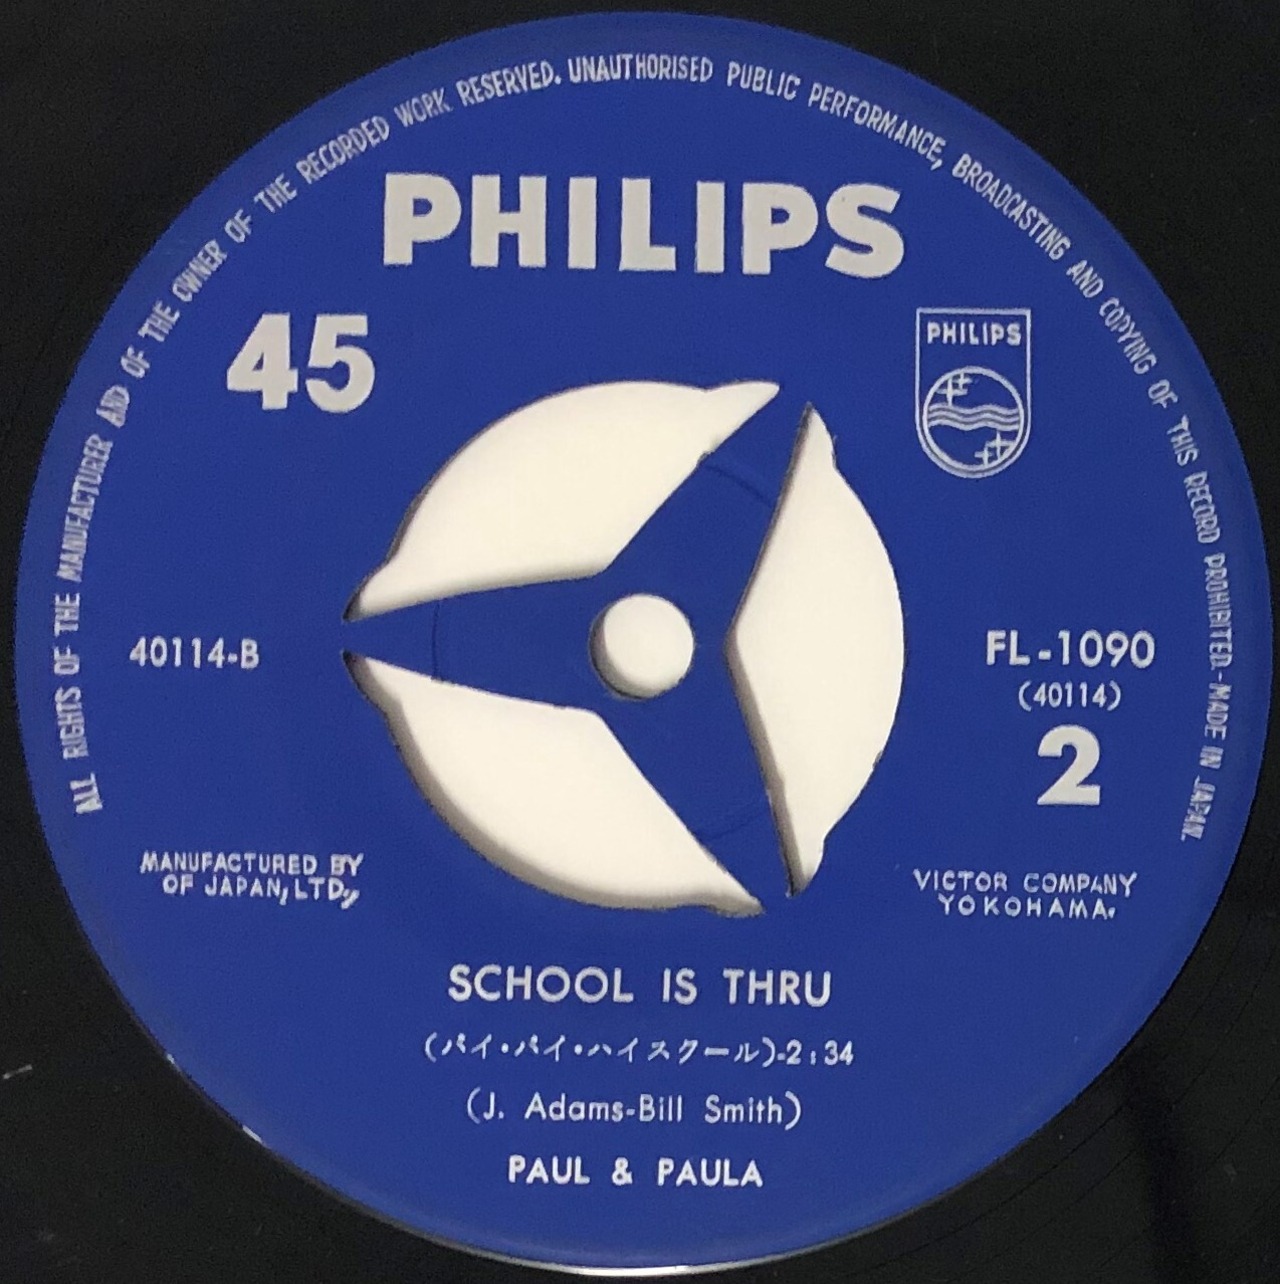 ALL RIGHTS OF THE MANUFACTURER AND OF THE OWNER OF THE RECORDED WORK RESERVED. UNAUTHORISED PUBLIC PERFORMANCE, BROADCASTING AND COPYING OF THIS RECORD PROHIBITED.-MADE IN JAPAN.
PHILIPS
45
PHILIPS
40114-B
FL-1090
(40114)
2
MANUFACTURED BY
OF JAPAN, LTD.,
VICTOR COMPANY
YOKOHAMA.
SCHOOL IS THRU
(バイ・バイ・ハイスクール)-2:34
(J. Adams-Bill Smith)
PAUL & PAULA